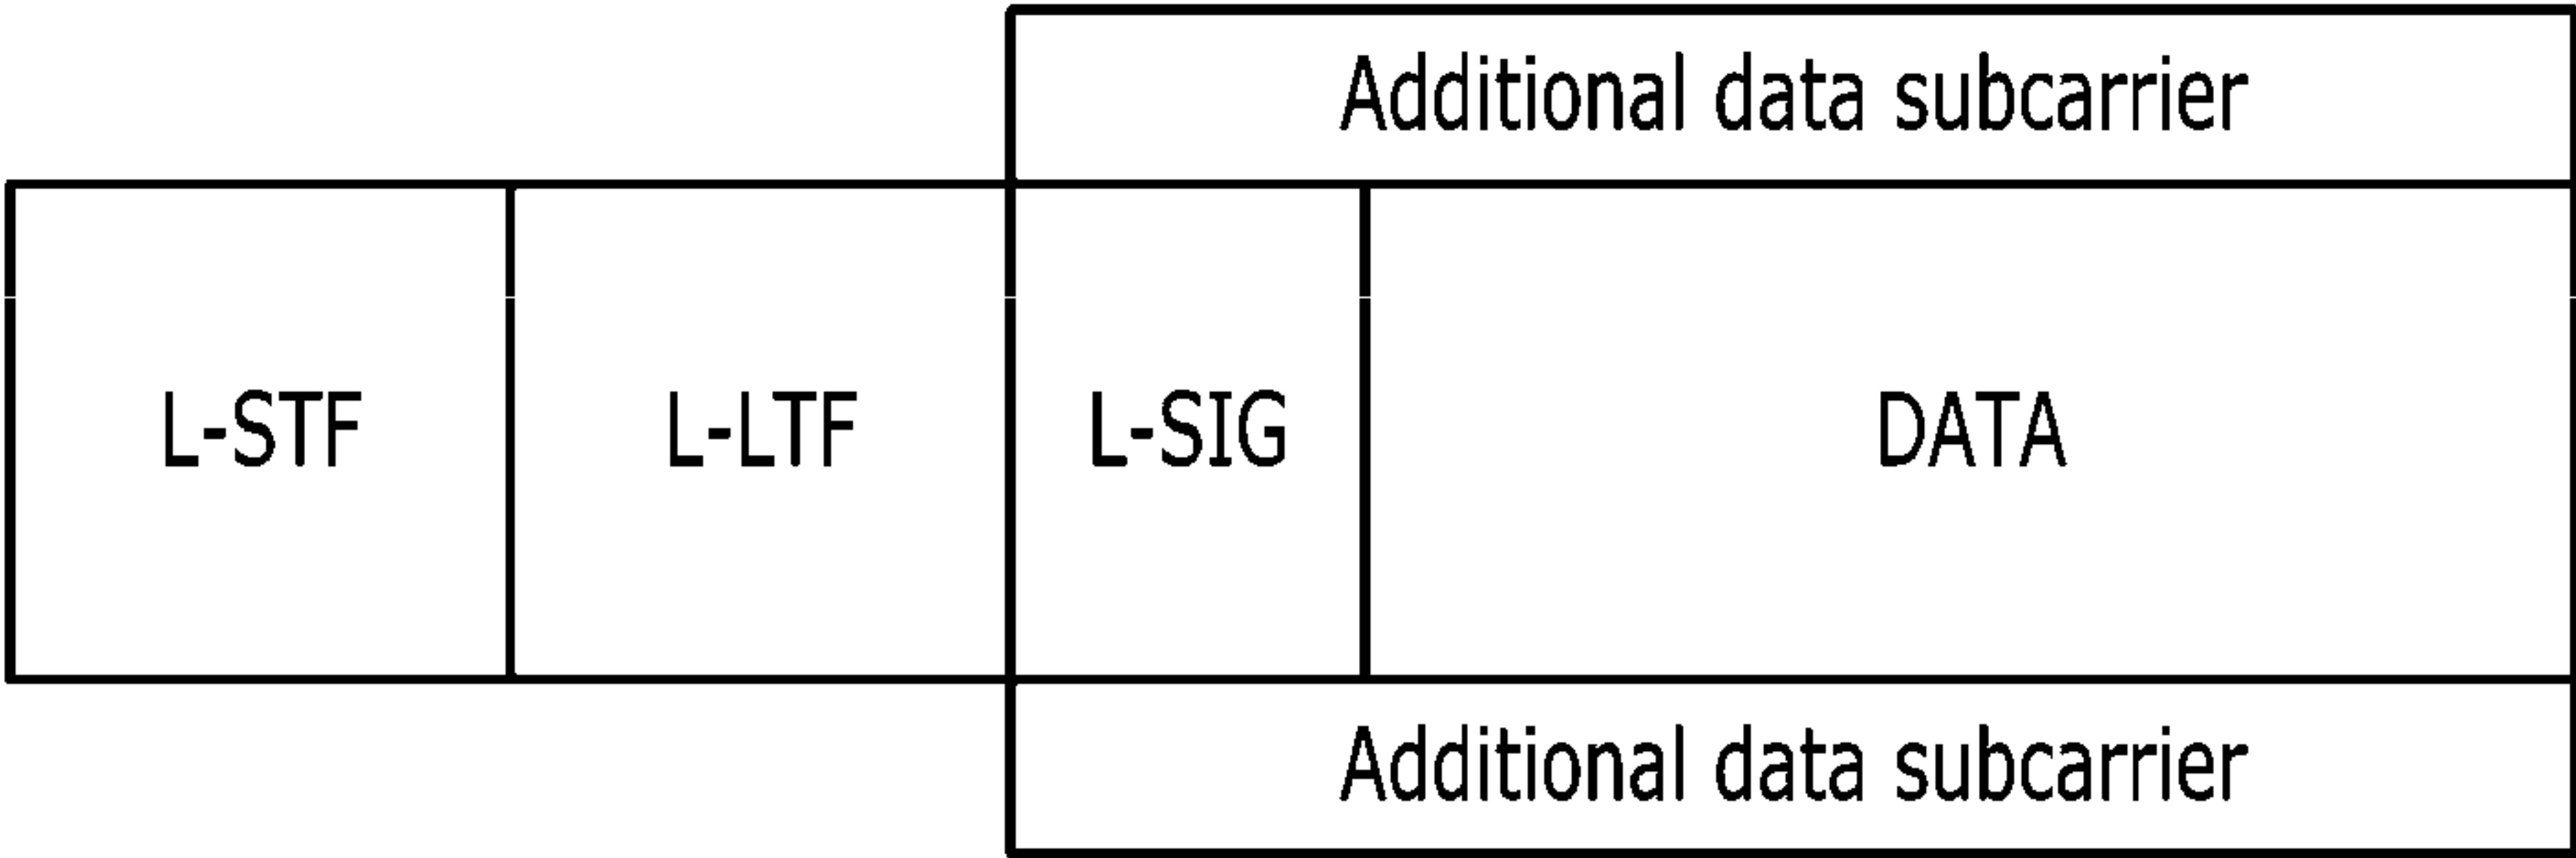 Additional data subcarrier
L-STF
L-LTF
L-SIG
DATA
Additional data subcarrier